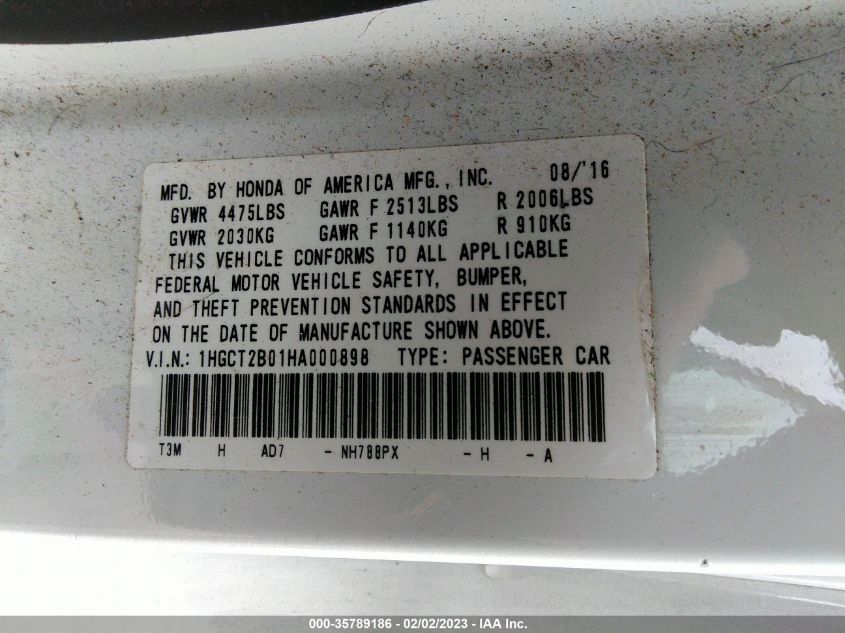 MFD. BY HONDA OF AMERICA MFG., INC. 08/'16
GVWR 4475LBS GAWR F 2513LBS R 2006LBS
GVWR 2030KG GAWR F 1140KG R 910KG
THIS VEHICLE CONFORMS TO ALL APPLICABLE
FEDERAL MOTOR VEHICLE SAFETY, BUMPER,
AND THEFT PREVENTION STANDARDS IN EFFECT
ON THE DATE OF MANUFACTURE SHOWN ABOVE.
V.I.N.: 1HGCT2B01HA000898 TYPE: PASSENGER CAR
T3M H AD7 - NH788PX - H - A
000-35789186 - 02/02/2023 - IAA Inc.